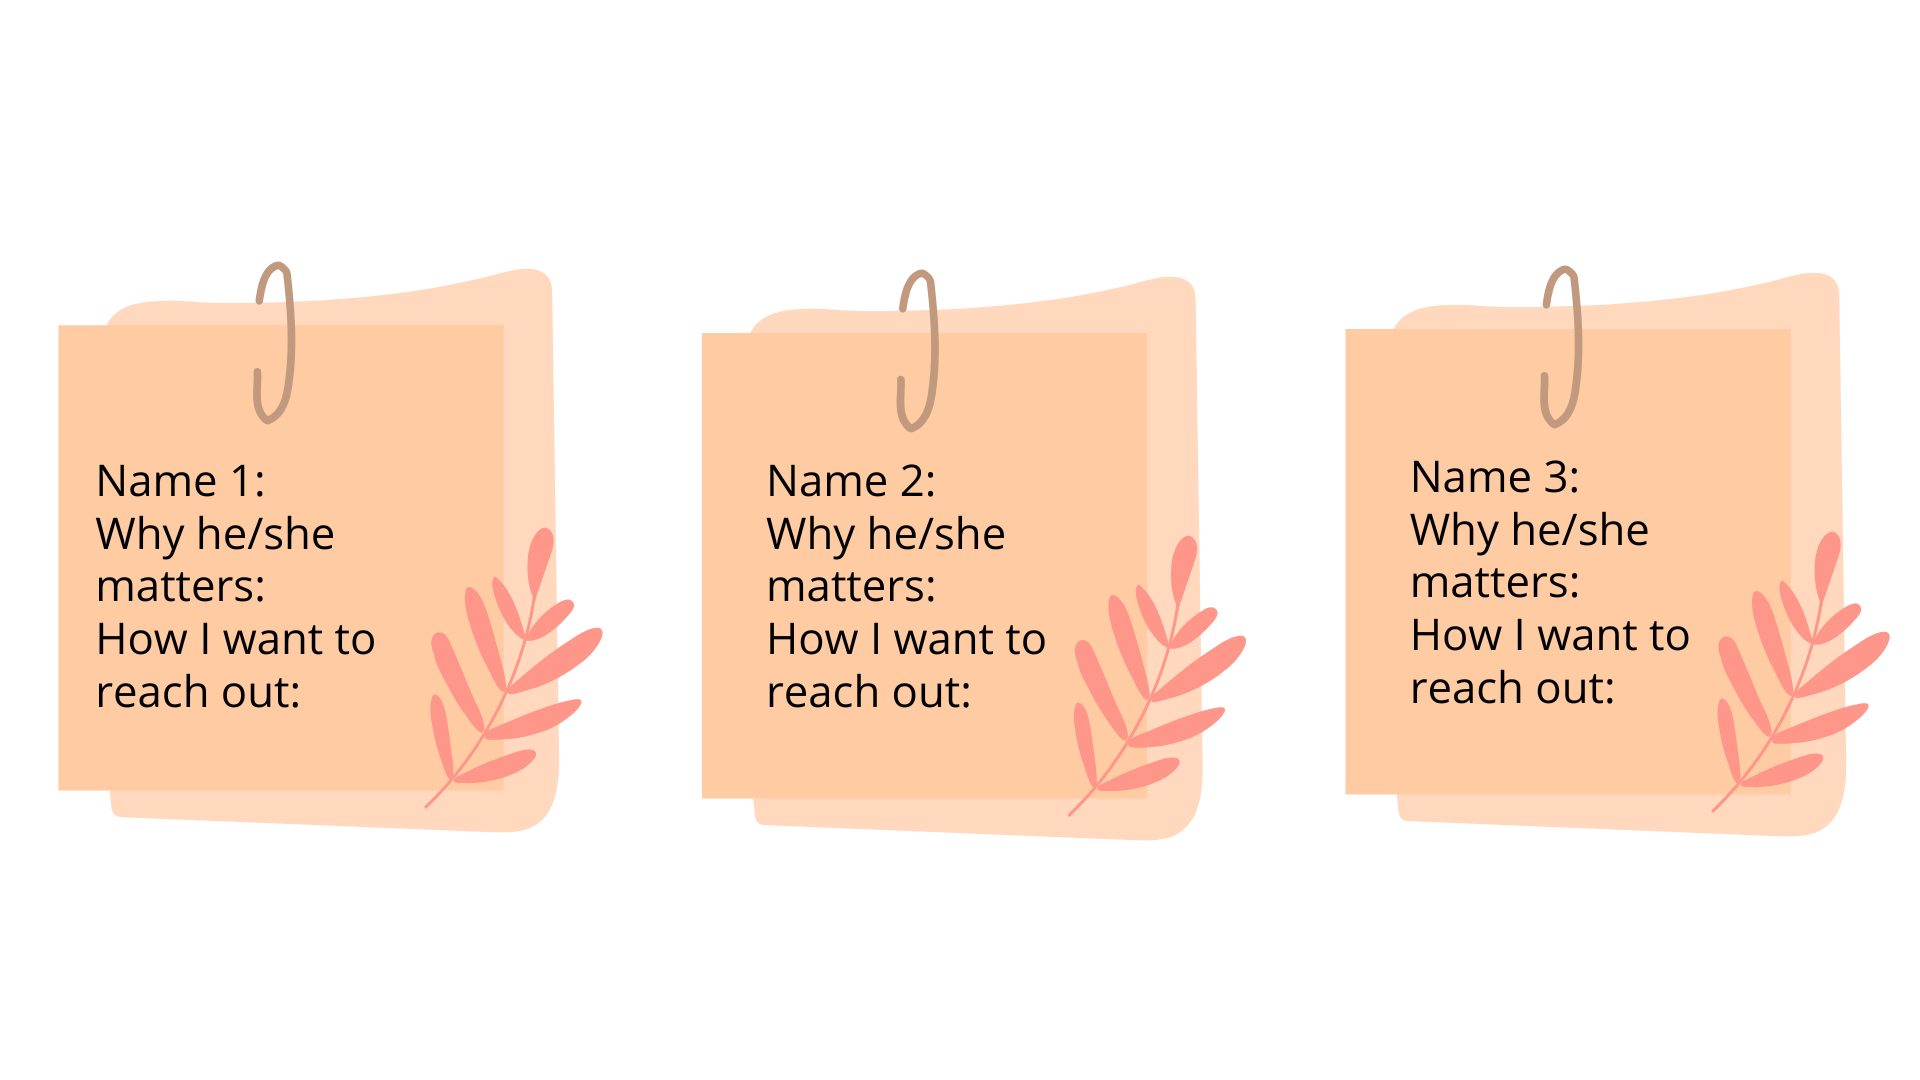 Name 1:
Why he/she
matters:
How I want to
reach out:
Name 2:
Why he/she
matters:
How I want to
reach out:
Name 3:
Why he/she
matters:
How I want to
reach out: